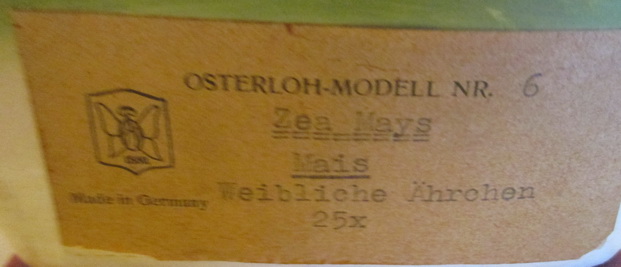 OSTERLOH-MODELL NR. 6
Zea Mays
Mais
Made in Germany Weibliche Ährchen
25x